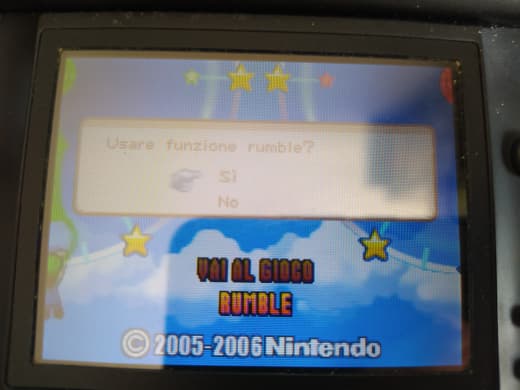 Usare funzione rumble?
Sì
No
VAI AL GIOCO
RUMBLE
© 2005-2006 Nintendo